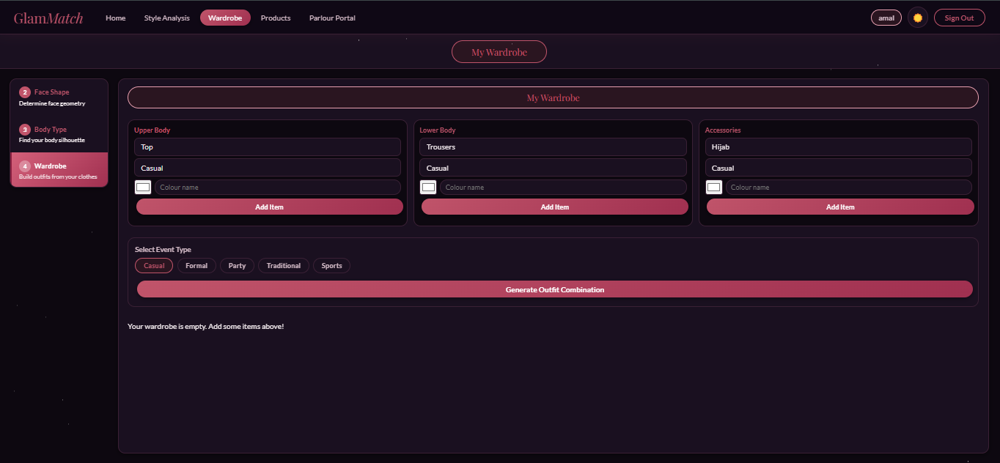 GlamMatch Home Style Analysis Wardrobe Products Parlour Portal amal Sign Out
My Wardrobe
2 Face Shape
Determine face geometry
3 Body Type
Find your body silhouette
4 Wardrobe
Build outfits from your clothes
My Wardrobe
Upper Body
Top
Casual
Colour name
Add Item
Lower Body
Trousers
Casual
Colour name
Add Item
Accessories
Hijab
Casual
Colour name
Add Item
Select Event Type
Casual Formal Party Traditional Sports
Generate Outfit Combination
Your wardrobe is empty. Add some items above!